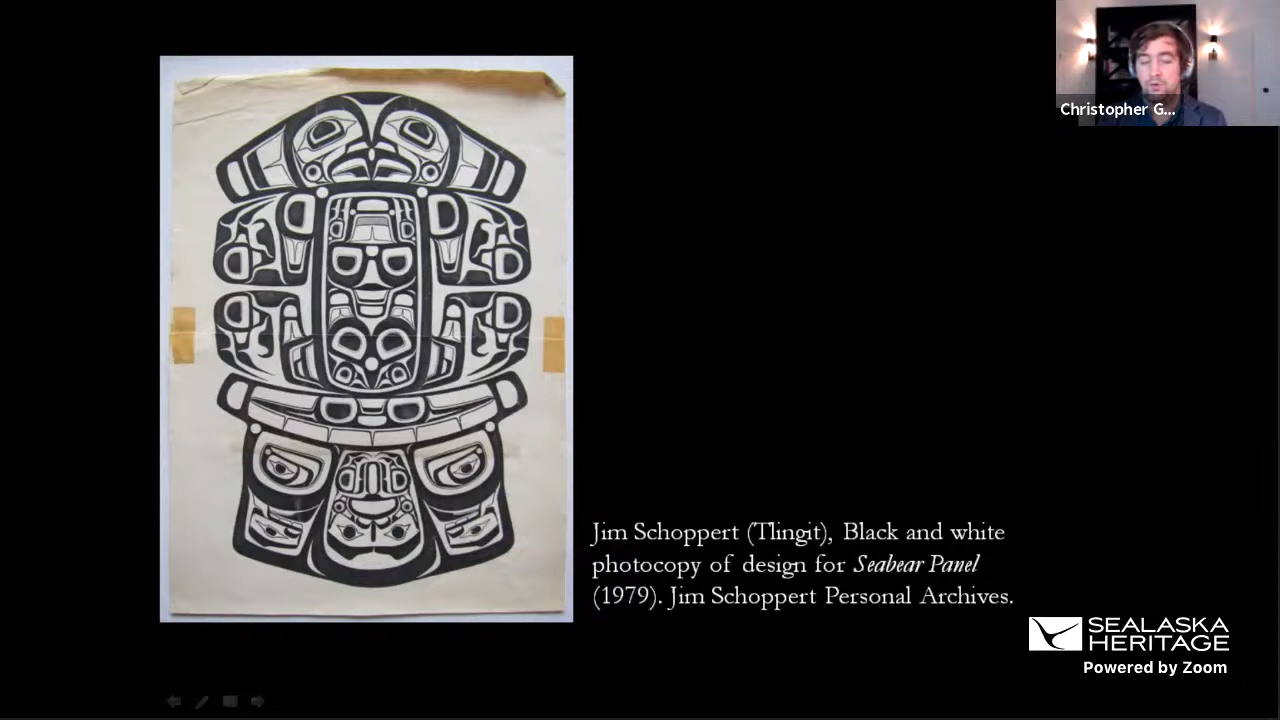 Christopher G...
Jim Schoppert (Tlingit), Black and white
photocopy of design for Seabear Panel
(1979). Jim Schoppert Personal Archives.
SEALASKA
HERITAGE
Powered by Zoom